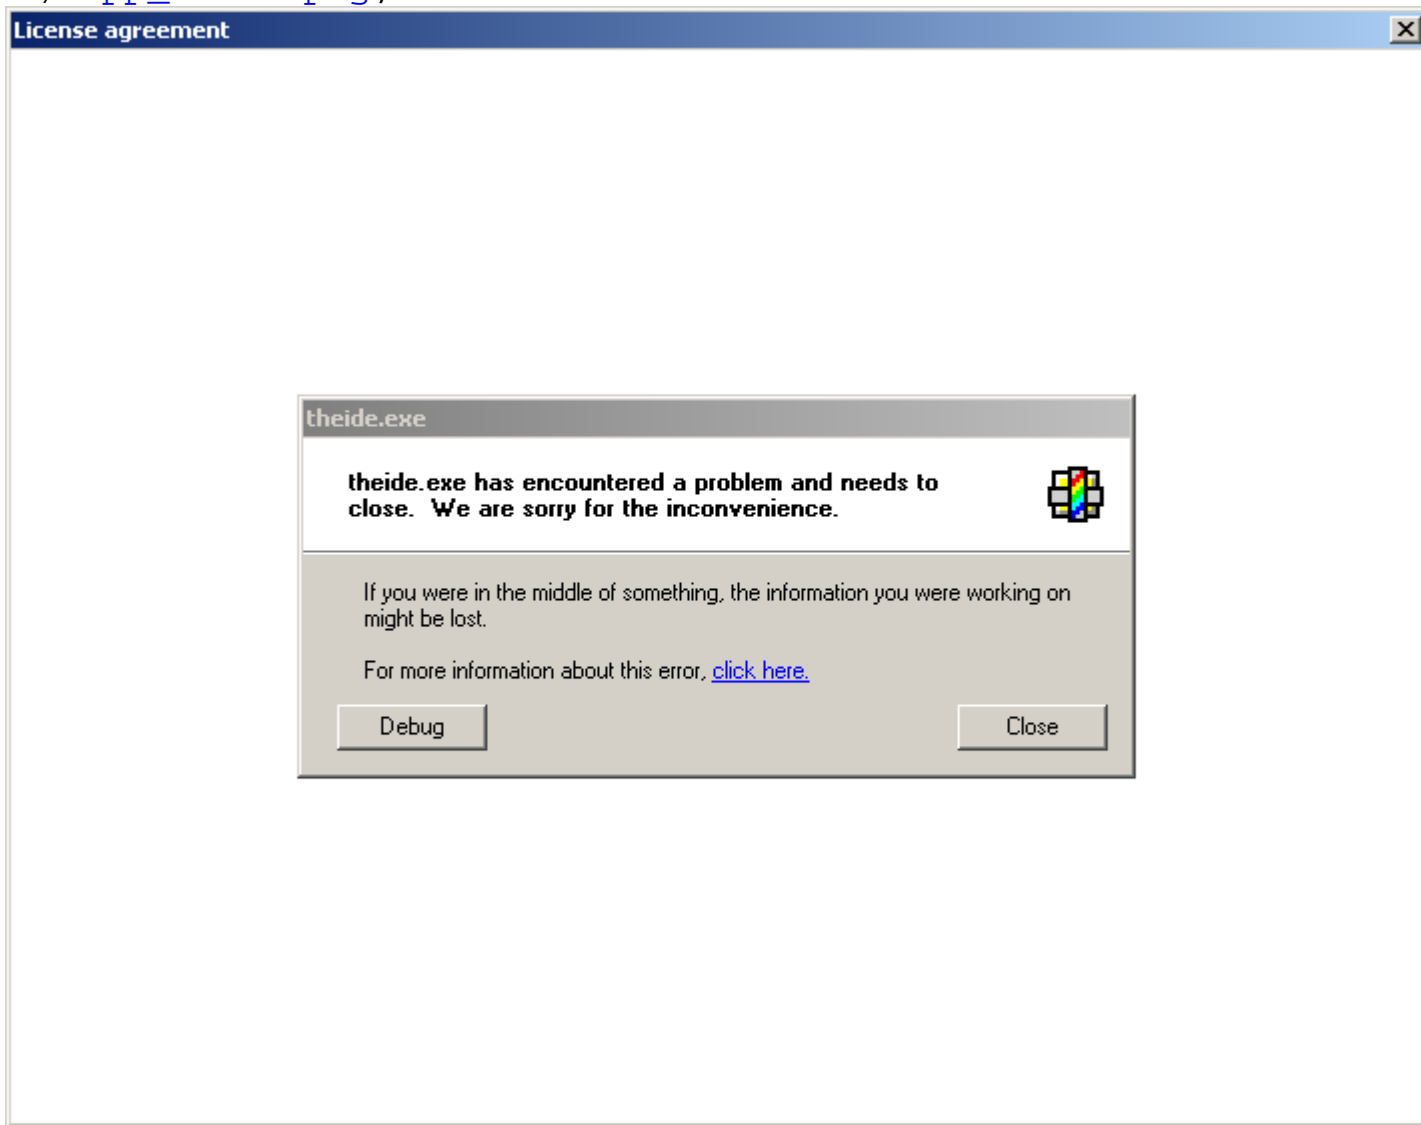 License agreement
theide.exe
theide.exe has encountered a problem and needs to
close.  We are sorry for the inconvenience.
If you were in the middle of something, the information you were working on
might be lost.
For more information about this error, click here.
Debug
Close